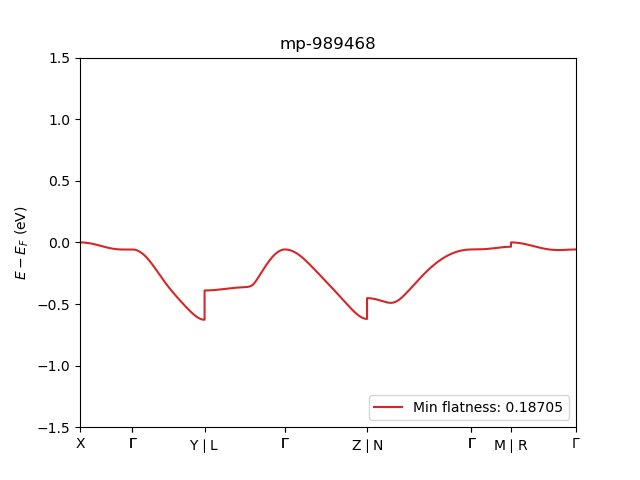 mp-989468
E − E_F (eV)
1.5
1.0
0.5
0.0
−0.5
−1.0
−1.5
Min flatness: 0.18705
X Γ Y | L Γ Z | N Γ M | R Γ